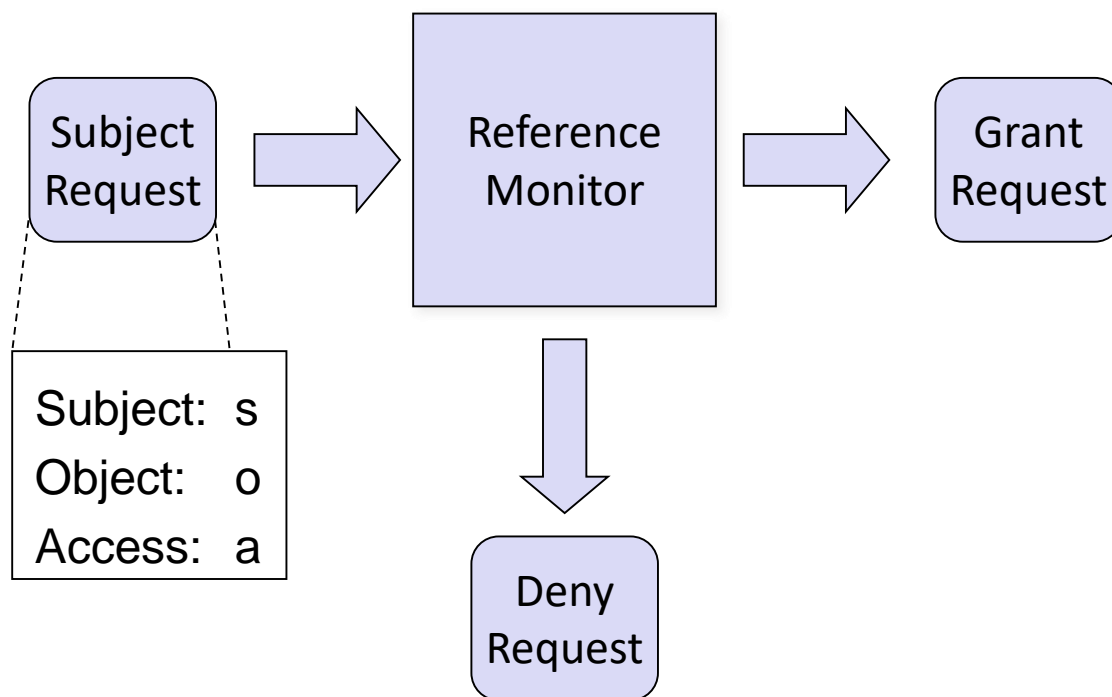 Subject
Request
Reference
Monitor
Grant
Request
Subject: s
Object: o
Access: a
Deny
Request